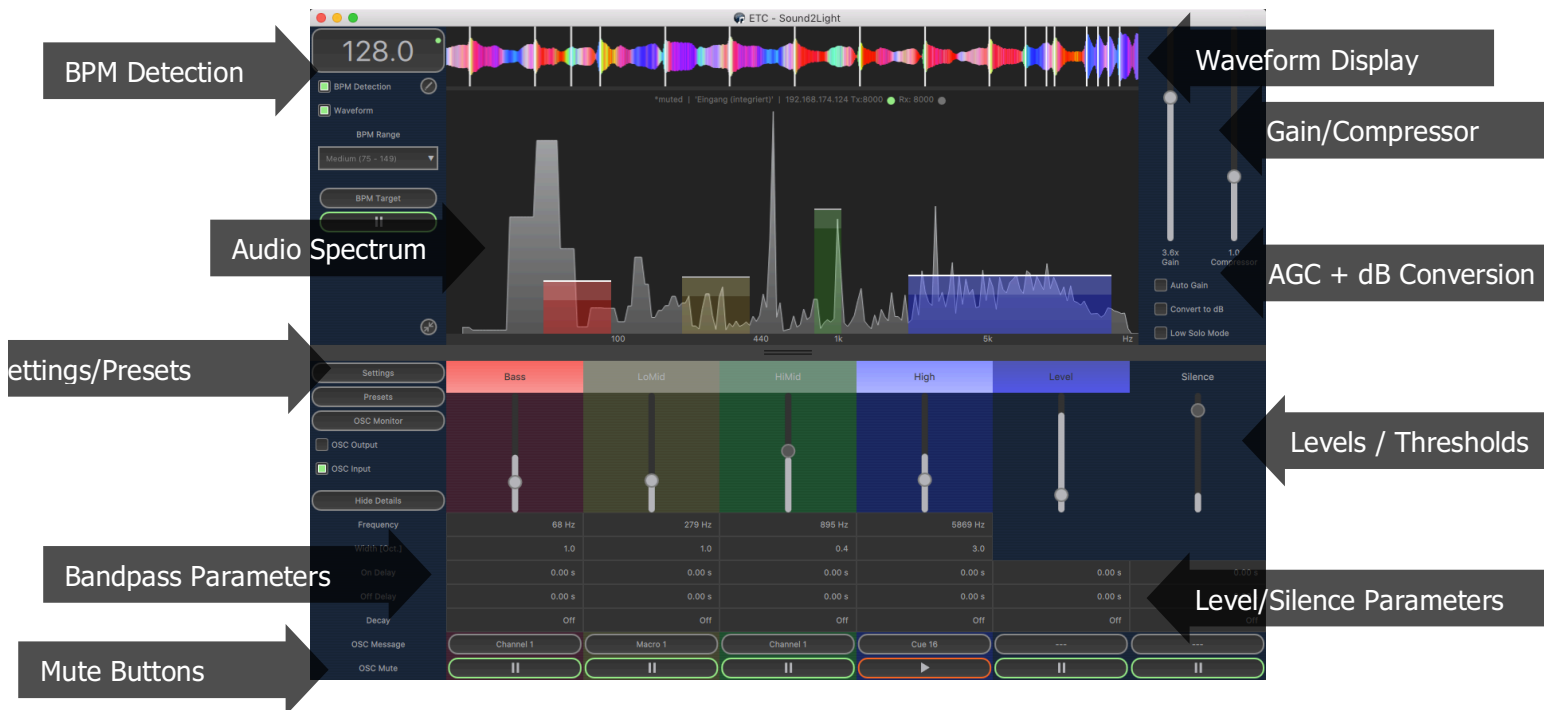 ETC - Sound2Light
128.0
BPM Detection
Waveform Display
BPM Detection
Waveform
*muted | 'Eingang (integriert)' | 192.168.174.124 Tx:8000 Rx: 8000
BPM Range
Gain/Compressor
Medium (75 - 149)
BPM Target
Audio Spectrum
3.6x
Gain
1.0
Compressor
AGC + dB Conversion
Auto Gain
Convert to dB
Low Solo Mode
100 440 1k 5k Hz
ettings/Presets
Settings
Bass LoMid HiMid High Level Silence
Presets
OSC Monitor
OSC Output
Levels / Thresholds
OSC Input
Hide Details
Frequency 68 Hz 279 Hz 895 Hz 5869 Hz
Width [Oct.] 1.0 1.0 0.4 3.0
Bandpass Parameters
On Delay 0.00 s 0.00 s 0.00 s 0.00 s 0.00 s 0.00 s
Off Delay 0.00 s 0.00 s 0.00 s 0.00 s 0.00 s
Level/Silence Parameters
Decay Off Off Off Off Off Off
OSC Message Channel 1 Macro 1 Channel 1 Cue 16 --- ---
Mute Buttons
OSC Mute